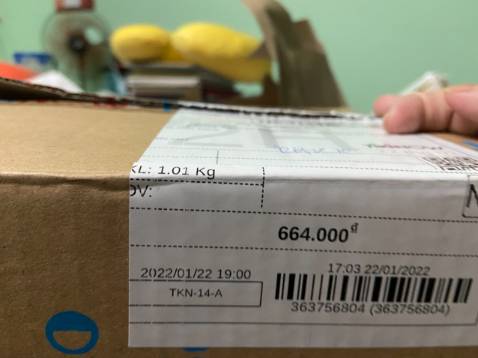 KL: 1.01 Kg
DV:
664.000đ
2022/01/22 19:00
17:03 22/01/2022
TKN-14-A
363756804 (363756804)